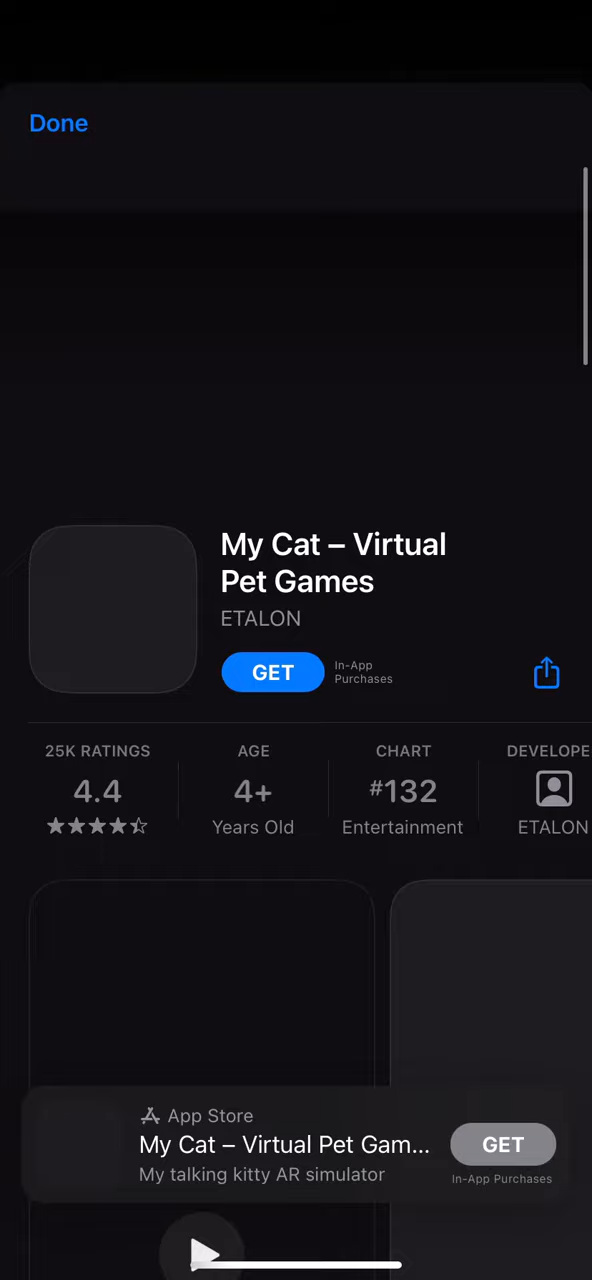 Done
My Cat – Virtual
Pet Games
ETALON
GET
In-App
Purchases
25K RATINGS
4.4
AGE
4+
Years Old
CHART
#132
Entertainment
DEVELOPE
ETALON
App Store
My Cat – Virtual Pet Gam...
My talking kitty AR simulator
GET
In-App Purchases